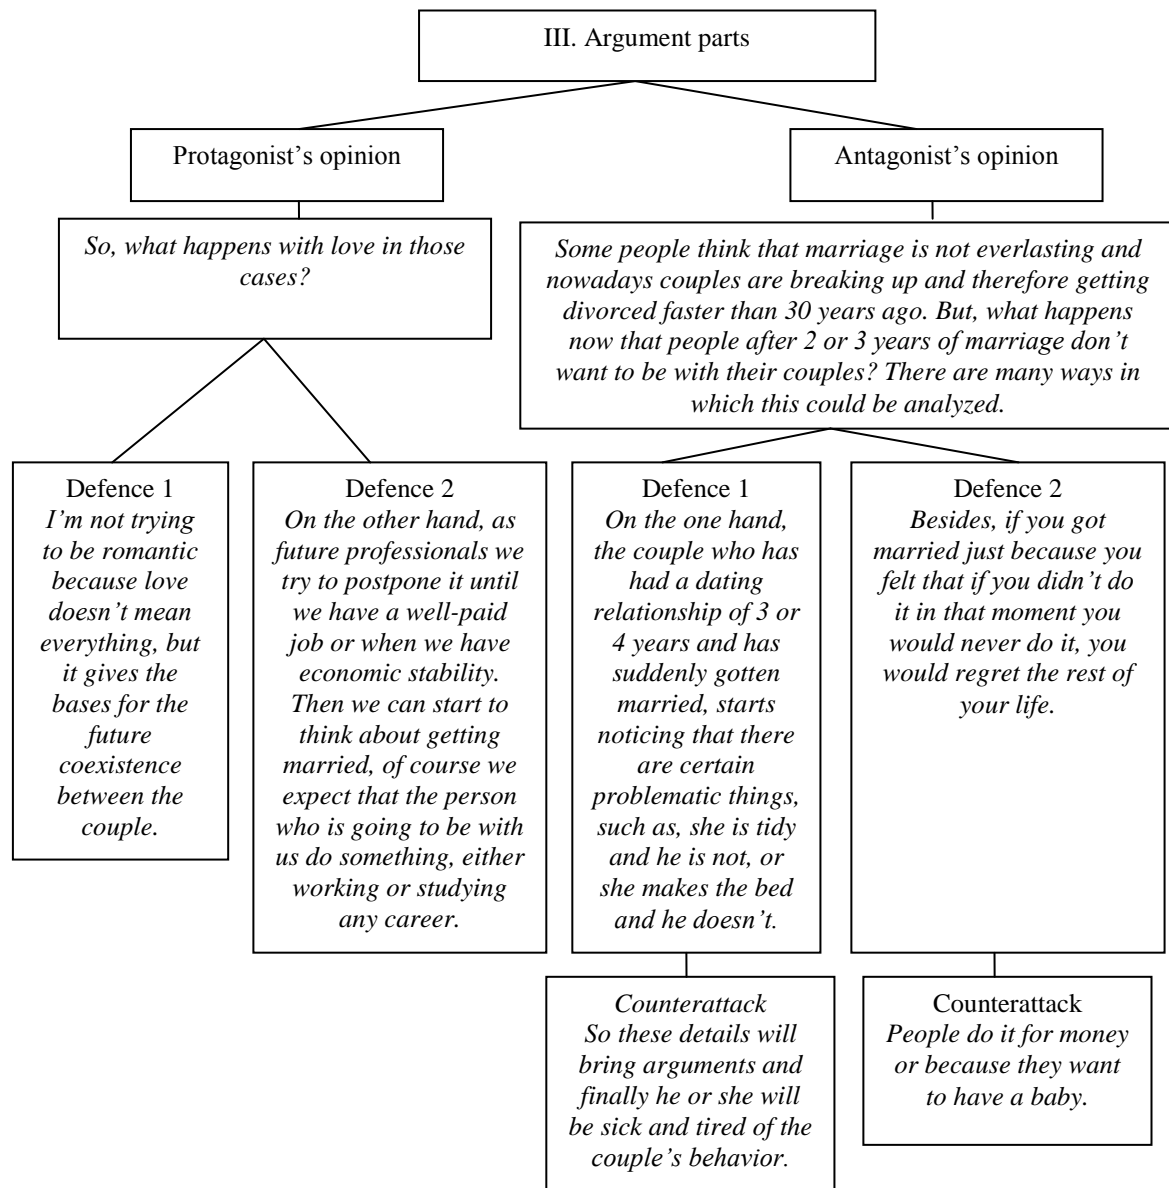 III. Argument parts
Protagonist’s opinion
Antagonist’s opinion
So, what happens with love in those
cases?
Some people think that marriage is not everlasting and
nowadays couples are breaking up and therefore getting
divorced faster than 30 years ago. But, what happens
now that people after 2 or 3 years of marriage don’t
want to be with their couples? There are many ways in
which this could be analyzed.
Defence 1
I’m not trying
to be romantic
because love
doesn’t mean
everything, but
it gives the
bases for the
future
coexistence
between the
couple.
Defence 2
On the other hand, as
future professionals we
try to postpone it until
we have a well-paid
job or when we have
economic stability.
Then we can start to
think about getting
married, of course we
expect that the person
who is going to be with
us do something, either
working or studying
any career.
Defence 1
On the one hand,
the couple who has
had a dating
relationship of 3 or
4 years and has
suddenly gotten
married, starts
noticing that there
are certain
problematic things,
such as, she is tidy
and he is not, or
she makes the bed
and he doesn’t.
Defence 2
Besides, if you got
married just because you
felt that if you didn’t do
it in that moment you
would never do it, you
would regret the rest of
your life.
Counterattack
So these details will
bring arguments and
finally he or she will
be sick and tired of the
couple’s behavior.
Counterattack
People do it for money
or because they want
to have a baby.